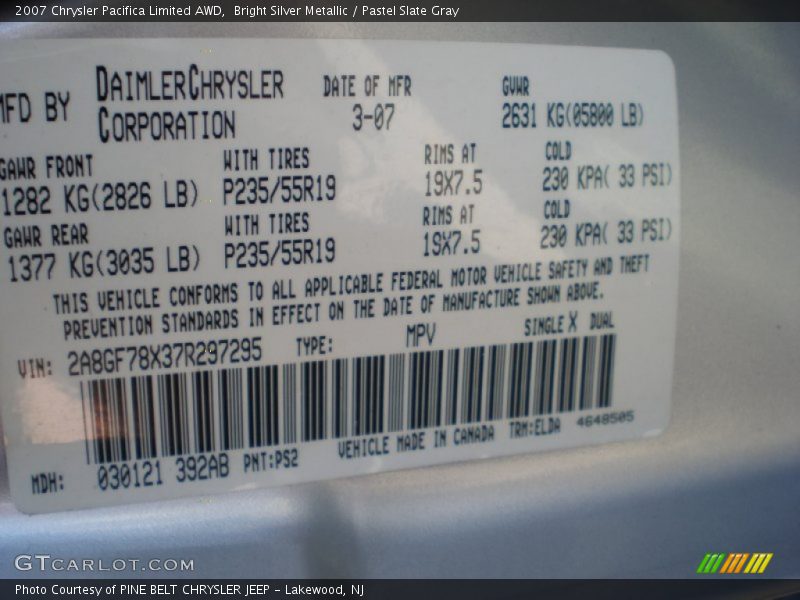 2007 Chrysler Pacifica Limited AWD,  Bright Silver Metallic / Pastel Slate Gray
MFD BY DAIMLERCHRYSLER CORPORATION
DATE OF MFR 3-07
GVWR 2631 KG(05800 LB)
GAWR FRONT WITH TIRES RIMS AT COLD
1282 KG(2826 LB) P235/55R19 19X7.5 230 KPA( 33 PSI)
GAWR REAR WITH TIRES RIMS AT COLD
1377 KG(3035 LB) P235/55R19 19X7.5 230 KPA( 33 PSI)
THIS VEHICLE CONFORMS TO ALL APPLICABLE FEDERAL MOTOR VEHICLE SAFETY AND THEFT
PREVENTION STANDARDS IN EFFECT ON THE DATE OF MANUFACTURE SHOWN ABOVE.
VIN: 2A8GF78X37R297295 TYPE: MPV SINGLE X DUAL
MDH: 030121 392AB PNT:PS2 VEHICLE MADE IN CANADA TRM:ELDA 4648505
GTCARLOT.COM
Photo Courtesy of PINE BELT CHRYSLER JEEP - Lakewood, NJ